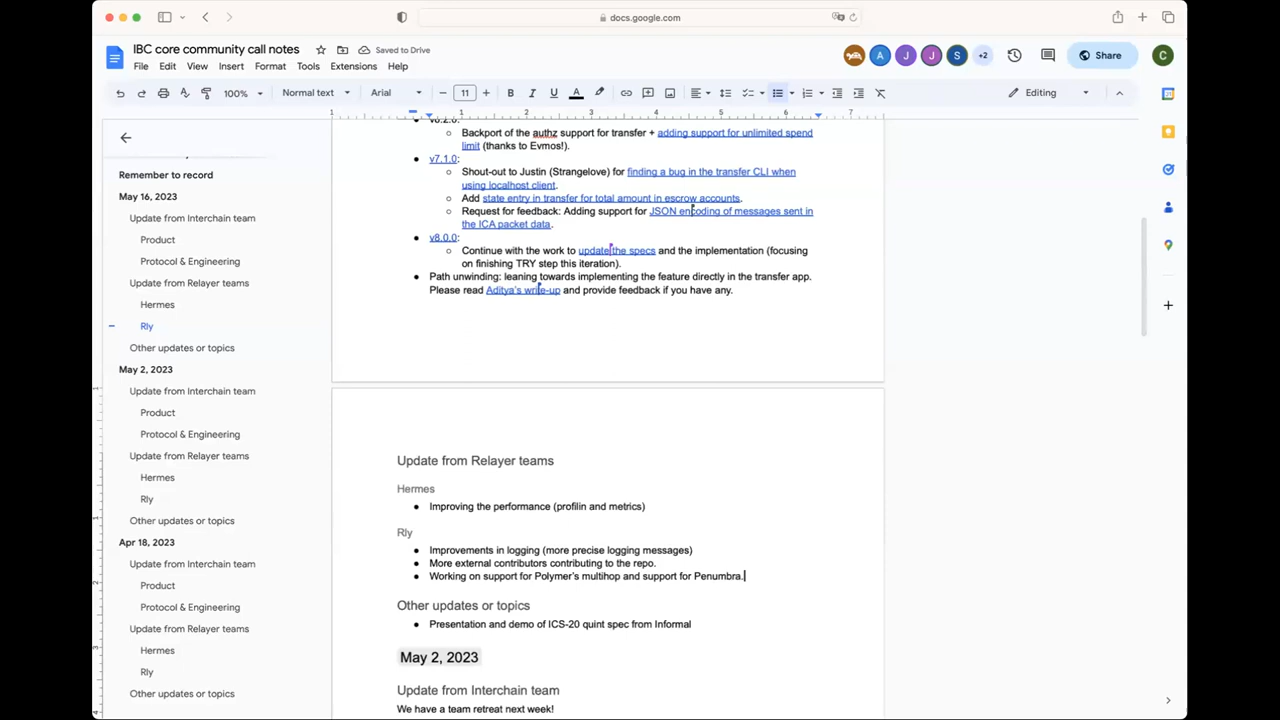 docs.google.com
IBC core community call notes
Saved to Drive
File Edit View Insert Format Tools Extensions Help
A J J S +2 Share C
100% Normal text Arial 11 B I U A Editing
1 1 2 3 4 5 6 7
Remember to record
May 16, 2023
Update from Interchain team
Product
Protocol & Engineering
Update from Relayer teams
Hermes
Rly
Other updates or topics
May 2, 2023
Update from Interchain team
Product
Protocol & Engineering
Update from Relayer teams
Hermes
Rly
Other updates or topics
Apr 18, 2023
Update from Interchain team
Product
Protocol & Engineering
Update from Relayer teams
Hermes
Rly
Other updates or topics
Backport of the authz support for transfer + adding support for unlimited spend
limit (thanks to Evmos!).
v7.1.0:
Shout-out to Justin (Strangelove) for finding a bug in the transfer CLI when
using localhost client.
Add state entry in transfer for total amount in escrow accounts.
Request for feedback: Adding support for JSON encoding of messages sent in
the ICA packet data.
v8.0.0:
Continue with the work to update the specs and the implementation (focusing
on finishing TRY step this iteration).
Path unwinding: leaning towards implementing the feature directly in the transfer app.
Please read Aditya's write-up and provide feedback if you have any.
Update from Relayer teams
Hermes
Improving the performance (profilin and metrics)
Rly
Improvements in logging (more precise logging messages)
More external contributors contributing to the repo.
Working on support for Polymer's multihop and support for Penumbra.
Other updates or topics
Presentation and demo of ICS-20 quint spec from Informal
May 2, 2023
Update from Interchain team
We have a team retreat next week!